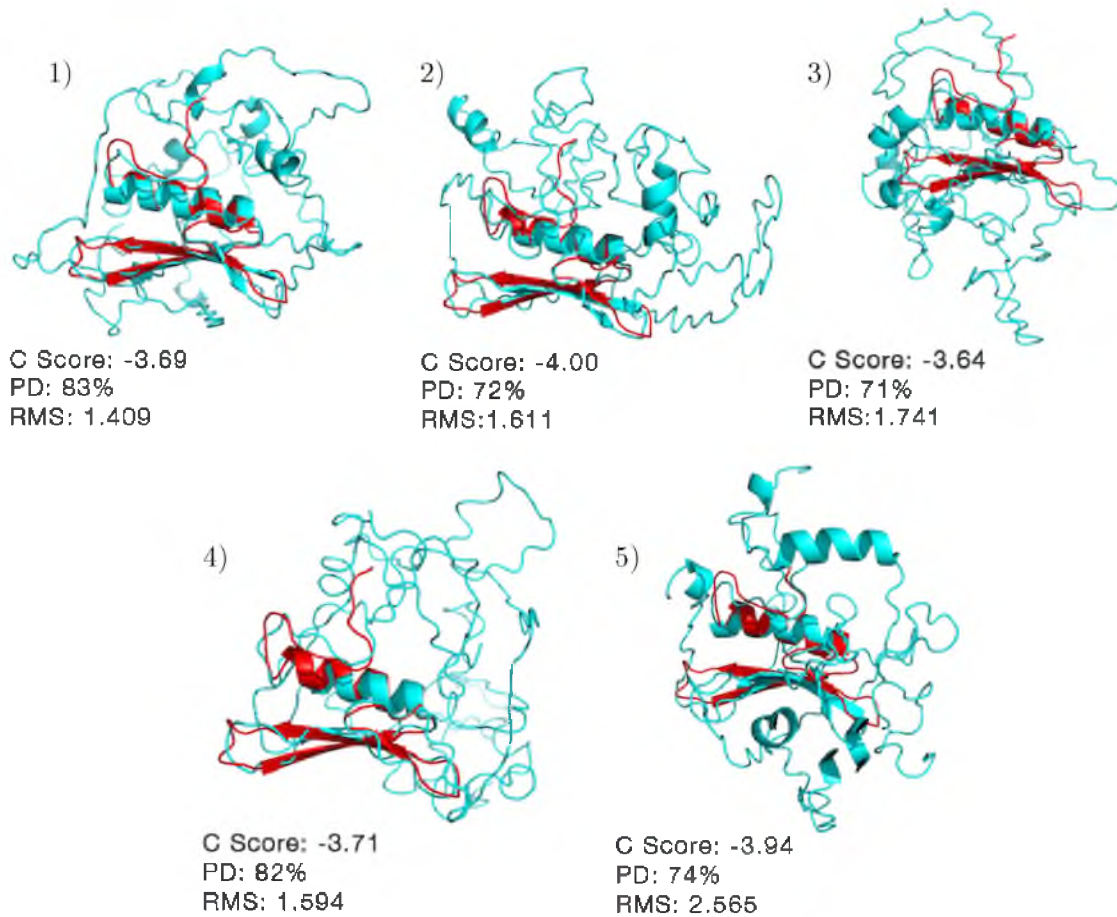 1)
C Score: -3.69
PD: 83%
RMS: 1.409
2)
C Score: -4.00
PD: 72%
RMS:1.611
3)
C Score: -3.64
PD: 71%
RMS:1.741
4)
C Score: -3.71
PD: 82%
RMS: 1.594
5)
C Score: -3.94
PD: 74%
RMS: 2.565